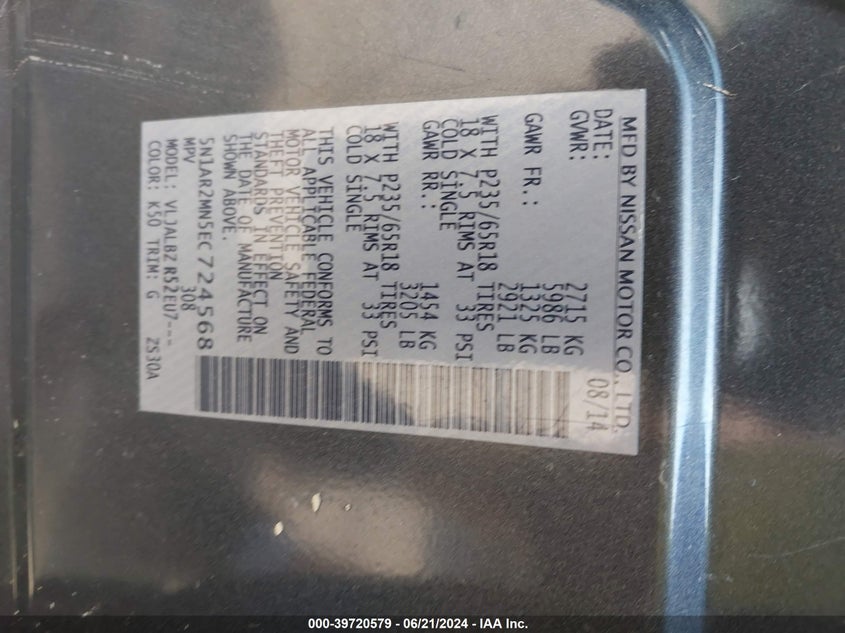 MFD BY NISSAN MOTOR CO., LTD.
DATE: 08/14
GVWR: 2715 KG
5986 LB
GAWR FR.: 1325 KG
2921 LB
WITH P235/65R18 TIRES
18 X 7.5 RIMS AT 33 PSI
COLD SINGLE
GAWR RR.: 1454 KG
3205 LB
WITH P235/65R18 TIRES
18 X 7.5 RIMS AT 33 PSI
COLD SINGLE
THIS VEHICLE CONFORMS TO
ALL APPLICABLE FEDERAL
MOTOR VEHICLE SAFETY AND
THEFT PREVENTION
STANDARDS IN EFFECT ON
THE DATE OF MANUFACTURE
SHOWN ABOVE.
5N1AR2MN5EC724568
MPV 308
MODEL: VLJALBZ R52EU7---
COLOR: K50 TRIM: G ZS30A
000-39720579 - 06/21/2024 - IAA Inc.